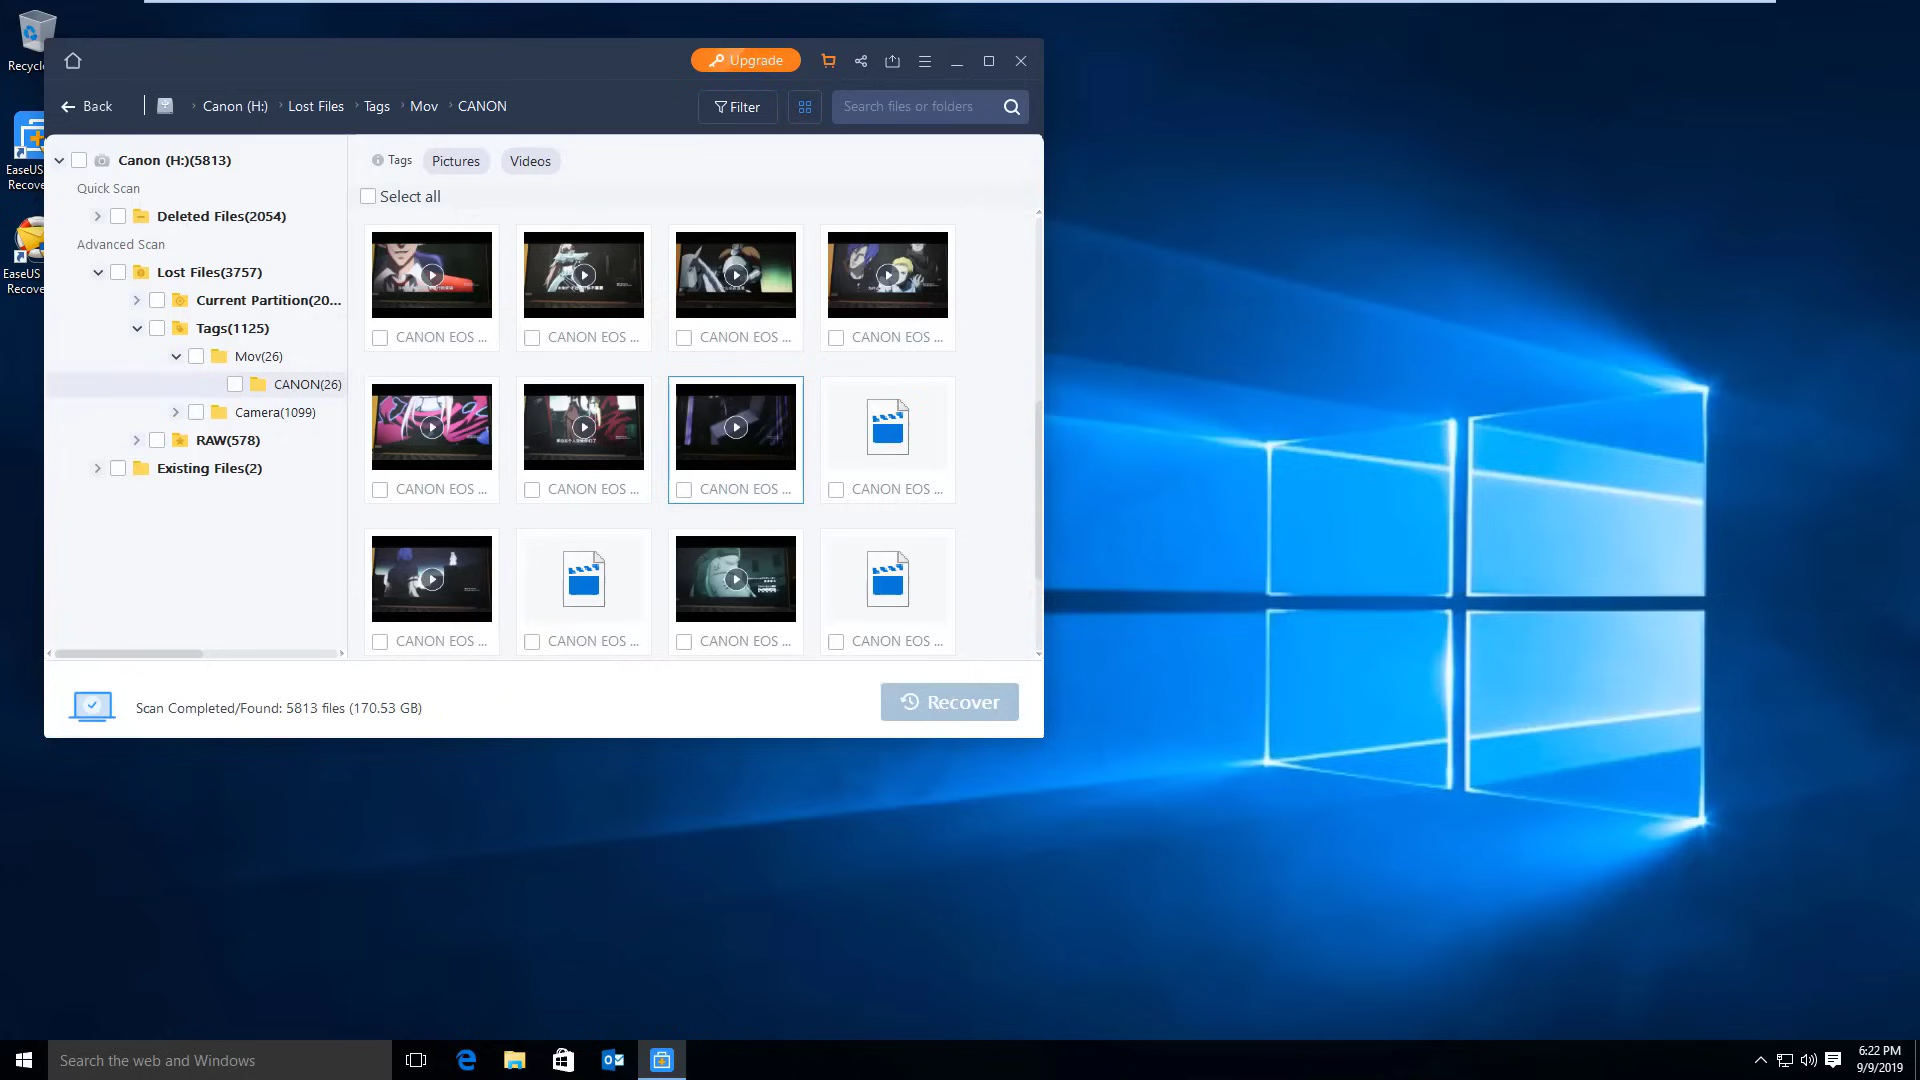 Upgrade
Back
Canon (H:)
Lost Files
Tags
Mov
CANON
Filter
Search files or folders
Canon (H:)(5813)
Quick Scan
Deleted Files(2054)
Advanced Scan
Lost Files(3757)
Current Partition(20...
Tags(1125)
Mov(26)
CANON(26)
Camera(1099)
RAW(578)
Existing Files(2)
Tags
Pictures
Videos
Select all
CANON EOS ...
CANON EOS ...
CANON EOS ...
CANON EOS ...
CANON EOS ...
CANON EOS ...
CANON EOS ...
CANON EOS ...
CANON EOS ...
CANON EOS ...
CANON EOS ...
CANON EOS ...
Scan Completed/Found: 5813 files (170.53 GB)
Recover
EaseUS
Recove
EaseUS
Recove
Search the web and Windows
6:22 PM
9/9/2019